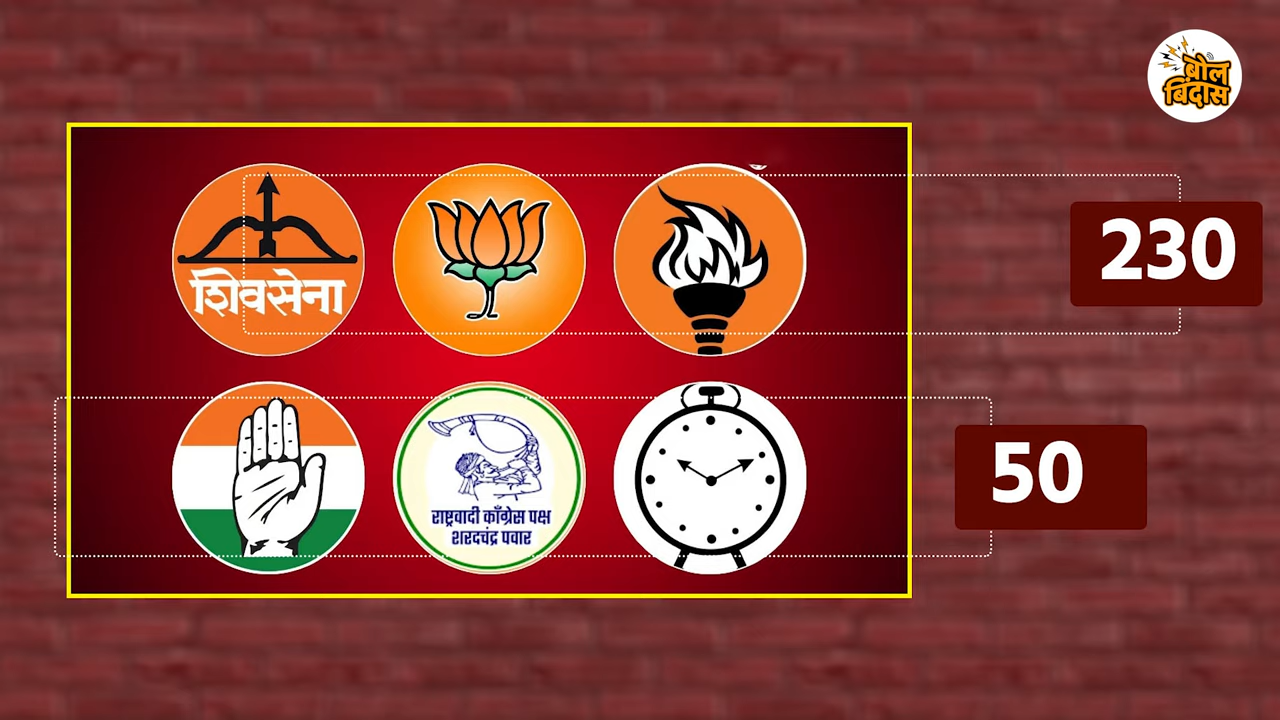 बोल
बिंदास
शिवसेना
230
राष्ट्रवादी काँग्रेस पक्ष
शरदचंद्र पवार
50